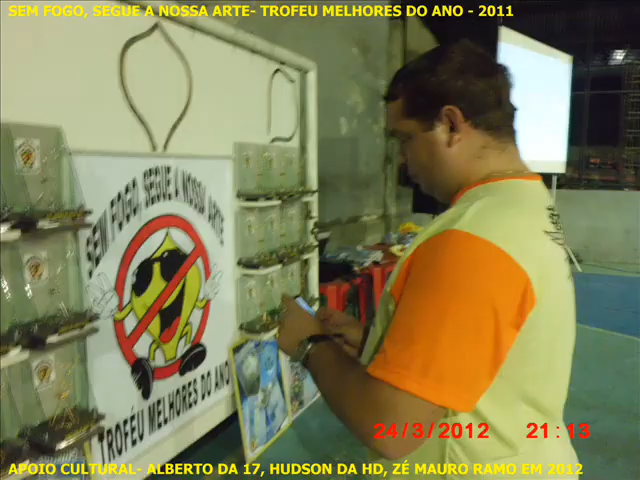 SEM FOGO, SEGUE A NOSSA ARTE- TROFEU MELHORES DO ANO - 2011
SEM FOGO, SEGUE A NOSSA ARTE
TROFÉU MELHORES DO ANO
24/3/2012 21:13
APOIO CULTURAL- ALBERTO DA 17, HUDSON DA HD, ZÉ MAURO RAMO EM 2012